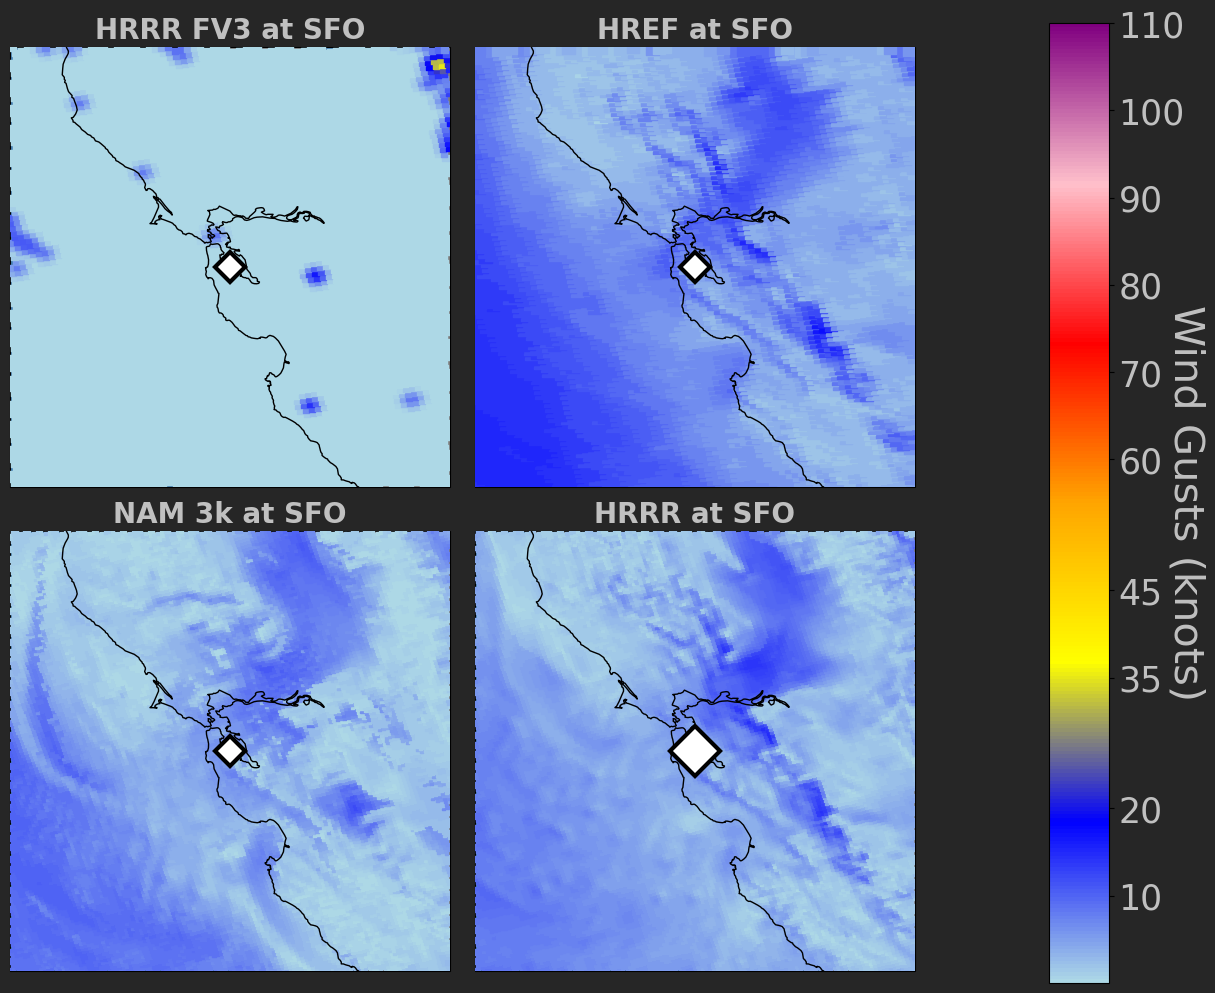 HRRR FV3 at SFO
HREF at SFO
NAM 3k at SFO
HRRR at SFO
110
100
90
80
70
60
45
35
20
10
Wind Gusts (knots)